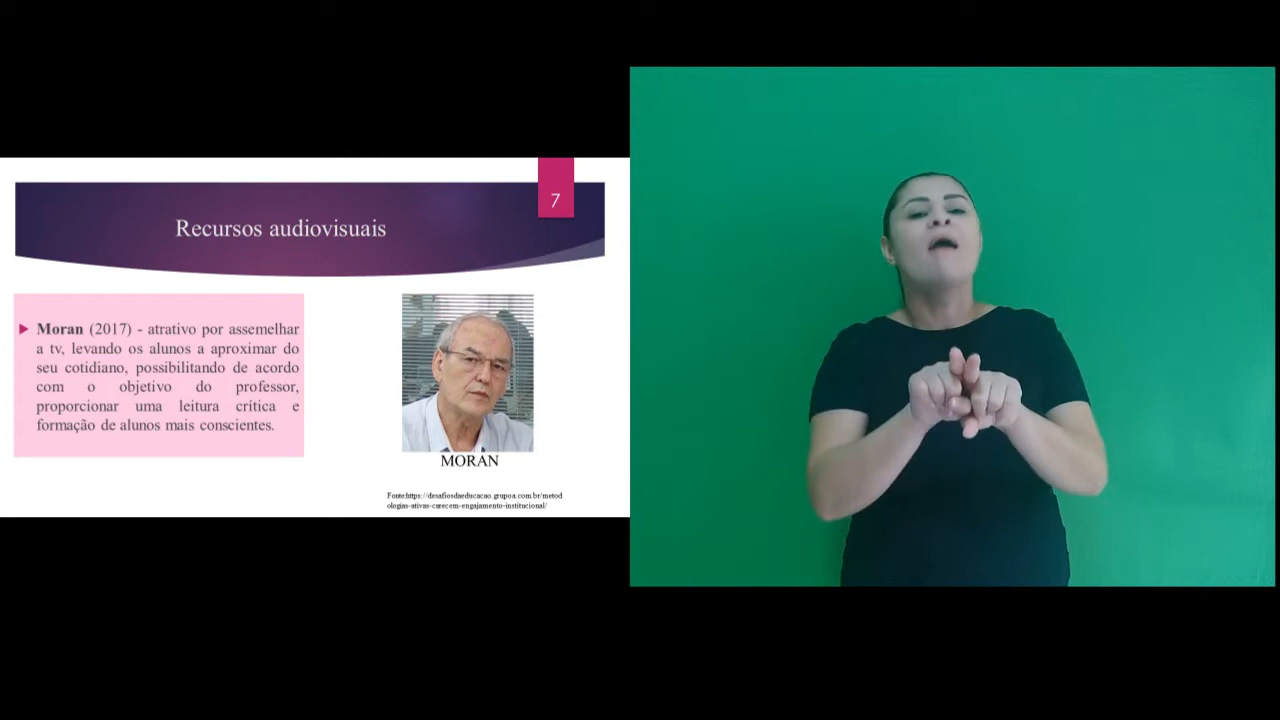 7
Recursos audiovisuais
Moran (2017) - atrativo por assemelhar
a tv, levando os alunos a aproximar do
seu cotidiano, possibilitando de acordo
com o objetivo do professor,
proporcionar uma leitura crítica e
formação de alunos mais conscientes.
MORAN
Fonte:https://desafiosdaeducacao.grupoa.com.br/metod
ologias-ativas-carecem-engajamento-institucional/